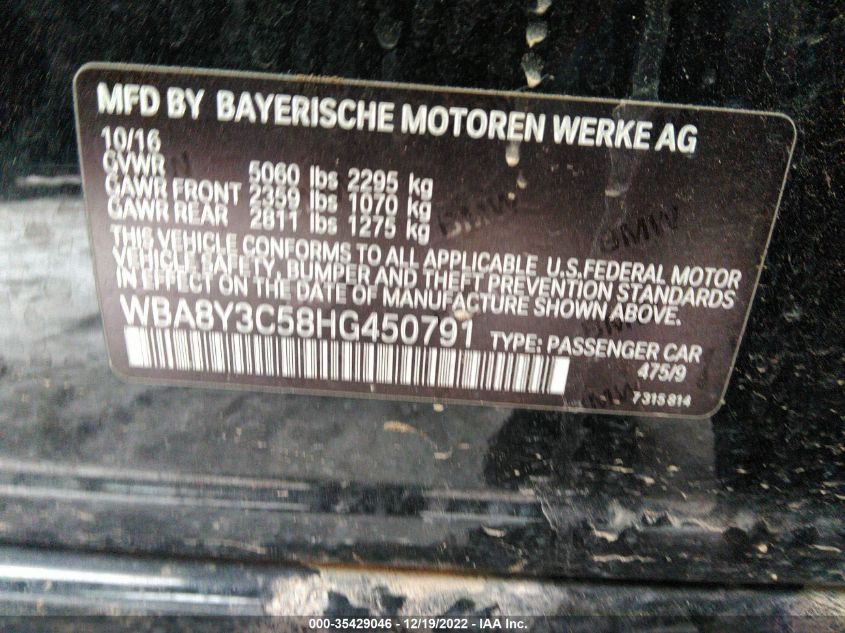 MFD BY BAYERISCHE MOTOREN WERKE AG
10/16
GVWR 5060 lbs 2295 kg
GAWR FRONT 2359 lbs 1070 kg
GAWR REAR 2811 lbs 1275 kg
THIS VEHICLE CONFORMS TO ALL APPLICABLE U.S.FEDERAL MOTOR
VEHICLE SAFETY, BUMPER AND THEFT PREVENTION STANDARDS
IN EFFECT ON THE DATE OF MANUFACTURE SHOWN ABOVE.
WBA8Y3C58HG450791 TYPE: PASSENGER CAR
475/9
7315814
BMW
BMW
000-35429046 - 12/19/2022 - IAA Inc.